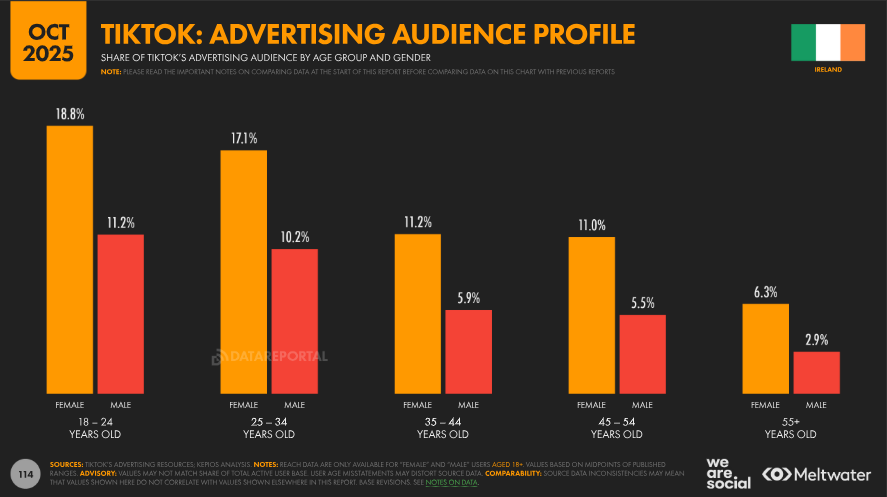 OCT
2025
TIKTOK: ADVERTISING AUDIENCE PROFILE
SHARE OF TIKTOK'S ADVERTISING AUDIENCE BY AGE GROUP AND GENDER
NOTE: PLEASE READ THE IMPORTANT NOTES ON COMPARING DATA AT THE START OF THIS REPORT BEFORE COMPARING DATA ON THIS CHART WITH PREVIOUS REPORTS
IRELAND
18.8%
11.2%
17.1%
10.2%
11.2%
5.9%
11.0%
5.5%
6.3%
2.9%
DATAREPORTAL
FEMALE MALE FEMALE MALE FEMALE MALE FEMALE MALE FEMALE MALE
18 – 24 25 – 34 35 – 44 45 – 54 55+
YEARS OLD YEARS OLD YEARS OLD YEARS OLD YEARS OLD
114
SOURCES: TIKTOK'S ADVERTISING RESOURCES; KEPIOS ANALYSIS. NOTES: REACH DATA ARE ONLY AVAILABLE FOR "FEMALE" AND "MALE" USERS AGED 18+. VALUES BASED ON MIDPOINTS OF PUBLISHED
RANGES. ADVISORY: VALUES MAY NOT MATCH SHARE OF TOTAL ACTIVE USER BASE. USER AGE MISSTATEMENTS MAY DISTORT SOURCE DATA. COMPARABILITY: SOURCE DATA INCONSISTENCIES MAY MEAN
THAT VALUES SHOWN HERE DO NOT CORRELATE WITH VALUES SHOWN ELSEWHERE IN THIS REPORT. BASE REVISIONS. SEE NOTES ON DATA.
we
are
social
Meltwater